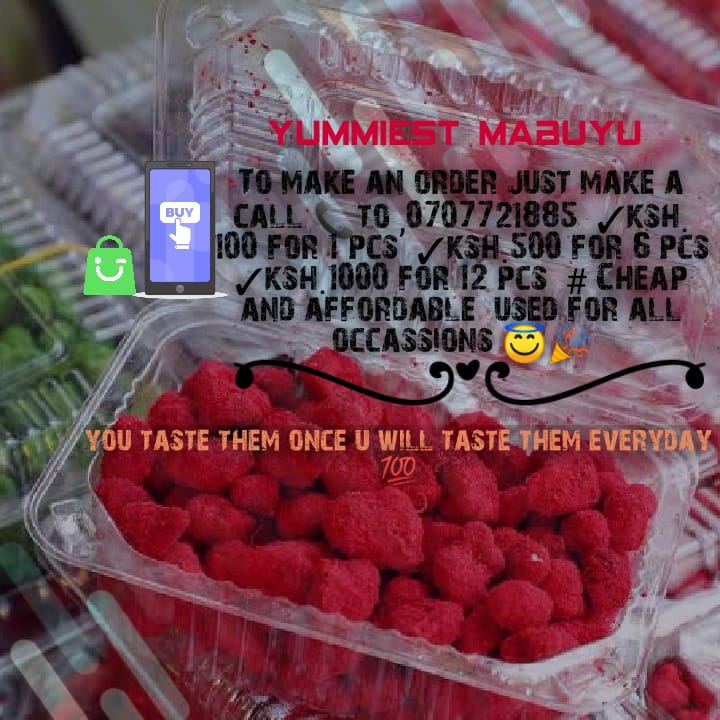 YUMMIEST MABUYU
BUY
TO MAKE AN ORDER JUST MAKE A
CALL 📞 TO 0707721885 ✓KSH.
100 FOR 1 PCS ✓KSH.500 FOR 6 PCS
✓KSH.1000 FOR 12 PCS # CHEAP
AND AFFORDABLE USED FOR ALL
OCCASSIONS 😇🎉
YOU TASTE THEM ONCE U WILL TASTE THEM EVERYDAY
💯